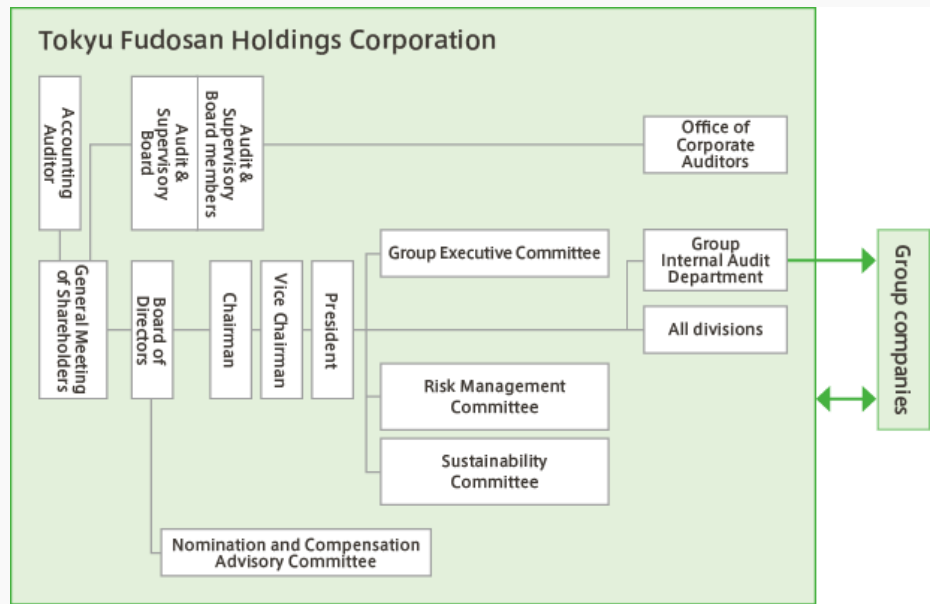 Tokyu Fudosan Holdings Corporation
Accounting
Auditor
Audit &
Supervisory
Board
Audit &
Supervisory
Board members
Office of
Corporate
Auditors
General Meeting
of Shareholders
Board of
Directors
Chairman
Vice Chairman
President
Group Executive Committee
Group
Internal Audit
Department
All divisions
Risk Management
Committee
Sustainability
Committee
Nomination and Compensation
Advisory Committee
Group companies